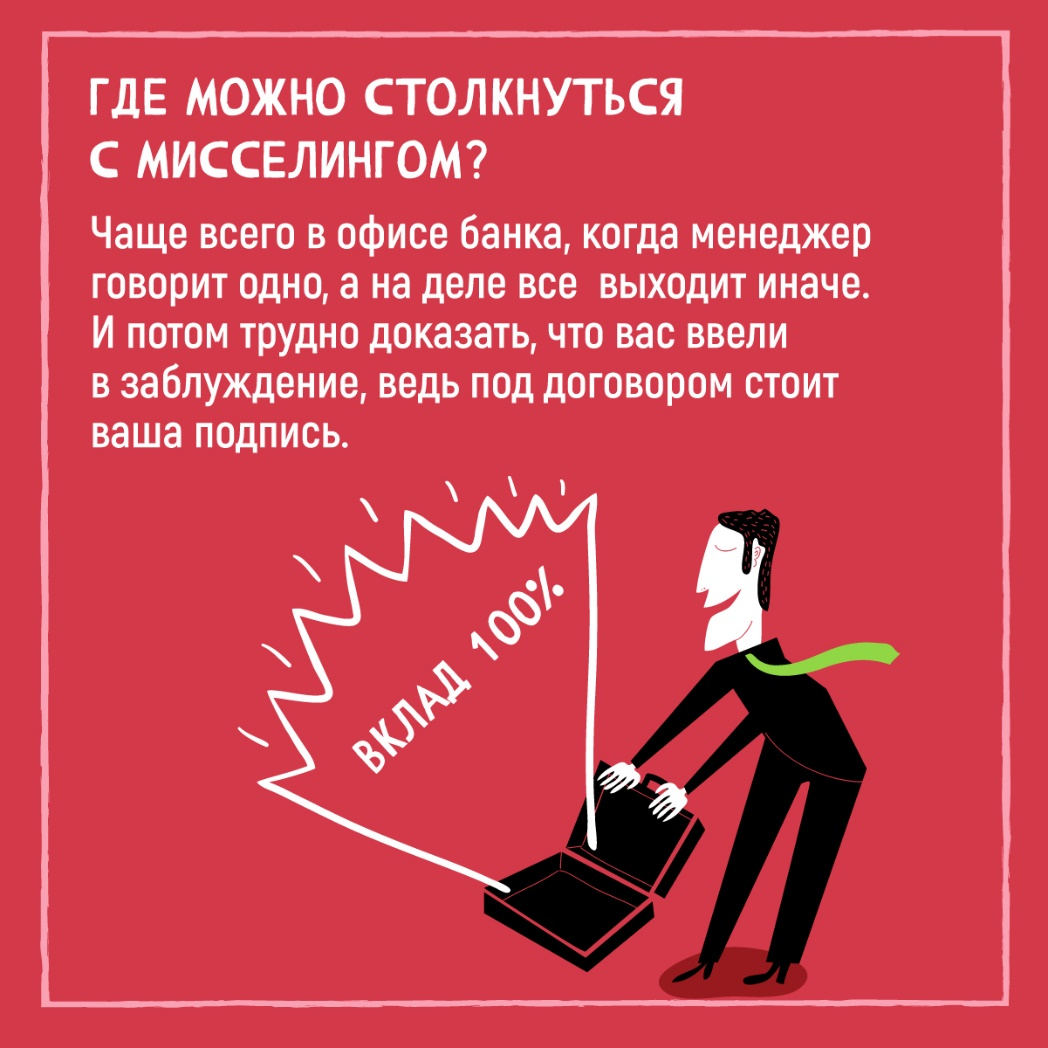 ГДЕ МОЖНО СТОЛКНУТЬСЯ
С МИССЕЛИНГОМ?
Чаще всего в офисе банка, когда менеджер
говорит одно, а на деле все выходит иначе.
И потом трудно доказать, что вас ввели
в заблуждение, ведь под договором стоит
ваша подпись.
ВКЛАД 100%